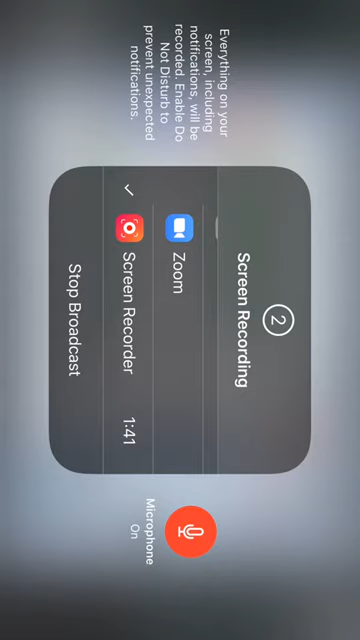 Everything on your
screen, including
notifications, will be
recorded. Enable Do
Not Disturb to
prevent unexpected
notifications.
2
Screen Recording
Zoom
Screen Recorder 1:41
Stop Broadcast
Microphone
On